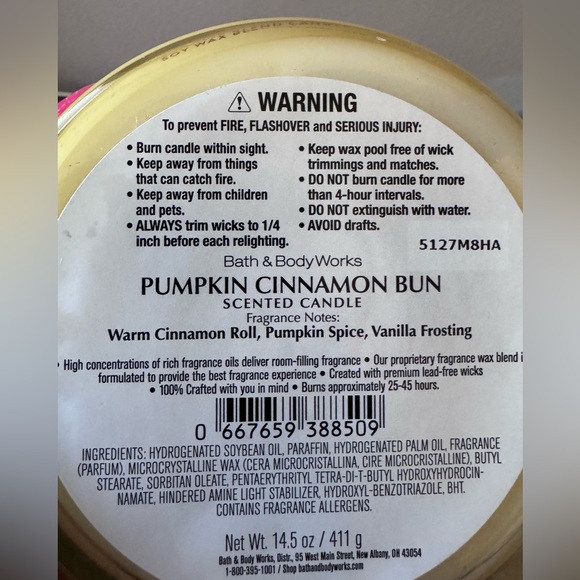 SOY WAX BLEND CAND
⚠ WARNING
To prevent FIRE, FLASHOVER and SERIOUS INJURY:
• Burn candle within sight.
• Keep away from things
that can catch fire.
• Keep away from children
and pets.
• ALWAYS trim wicks to 1/4
inch before each relighting.
• Keep wax pool free of wick
trimmings and matches.
• DO NOT burn candle for more
than 4-hour intervals.
• DO NOT extinguish with water.
• AVOID drafts.
5127M8HA
Bath & Body Works
PUMPKIN CINNAMON BUN
SCENTED CANDLE
Fragrance Notes:
Warm Cinnamon Roll, Pumpkin Spice, Vanilla Frosting
• High concentrations of rich fragrance oils deliver room-filling fragrance • Our proprietary fragrance wax blend i
formulated to provide the best fragrance experience • Created with premium lead-free wicks
• 100% Crafted with you in mind • Burns approximately 25-45 hours.
0 667659 388509
INGREDIENTS: HYDROGENATED SOYBEAN OIL, PARAFFIN, HYDROGENATED PALM OIL, FRAGRANCE
(PARFUM), MICROCRYSTALLINE WAX (CERA MICROCRISTALLINA, CIRE MICROCRISTALLINE), BUTYL
STEARATE, SORBITAN OLEATE, PENTAERYTHRITYL TETRA-DI-T-BUTYL HYDROXYHYDROCIN-
NAMATE, HINDERED AMINE LIGHT STABILIZER, HYDROXYL-BENZOTRIAZOLE, BHT.
CONTAINS FRAGRANCE ALLERGENS.
Net Wt. 14.5 oz / 411 g
Bath & Body Works, Distr., 95 West Main Street, New Albany, OH 43054
1-800-395-1001 / Shop bathandbodyworks.com